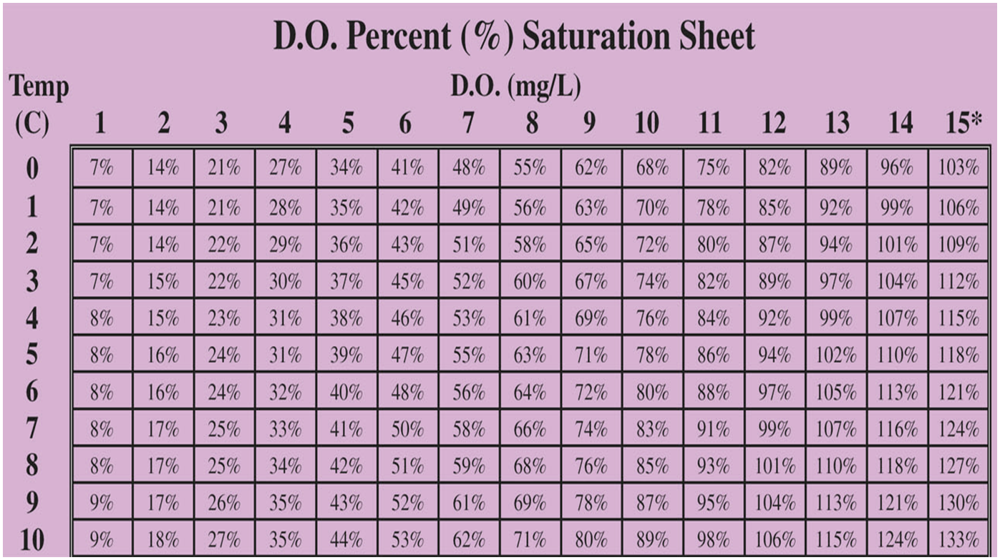 D.O. Percent (%) Saturation Sheet
Temp D.O. (mg/L)
(C) 1 2 3 4 5 6 7 8 9 10 11 12 13 14 15*
0 7% 14% 21% 27% 34% 41% 48% 55% 62% 68% 75% 82% 89% 96% 103%
1 7% 14% 21% 28% 35% 42% 49% 56% 63% 70% 78% 85% 92% 99% 106%
2 7% 14% 22% 29% 36% 43% 51% 58% 65% 72% 80% 87% 94% 101% 109%
3 7% 15% 22% 30% 37% 45% 52% 60% 67% 74% 82% 89% 97% 104% 112%
4 8% 15% 23% 31% 38% 46% 53% 61% 69% 76% 84% 92% 99% 107% 115%
5 8% 16% 24% 31% 39% 47% 55% 63% 71% 78% 86% 94% 102% 110% 118%
6 8% 16% 24% 32% 40% 48% 56% 64% 72% 80% 88% 97% 105% 113% 121%
7 8% 17% 25% 33% 41% 50% 58% 66% 74% 83% 91% 99% 107% 116% 124%
8 8% 17% 25% 34% 42% 51% 59% 68% 76% 85% 93% 101% 110% 118% 127%
9 9% 17% 26% 35% 43% 52% 61% 69% 78% 87% 95% 104% 113% 121% 130%
10 9% 18% 27% 35% 44% 53% 62% 71% 80% 89% 98% 106% 115% 124% 133%